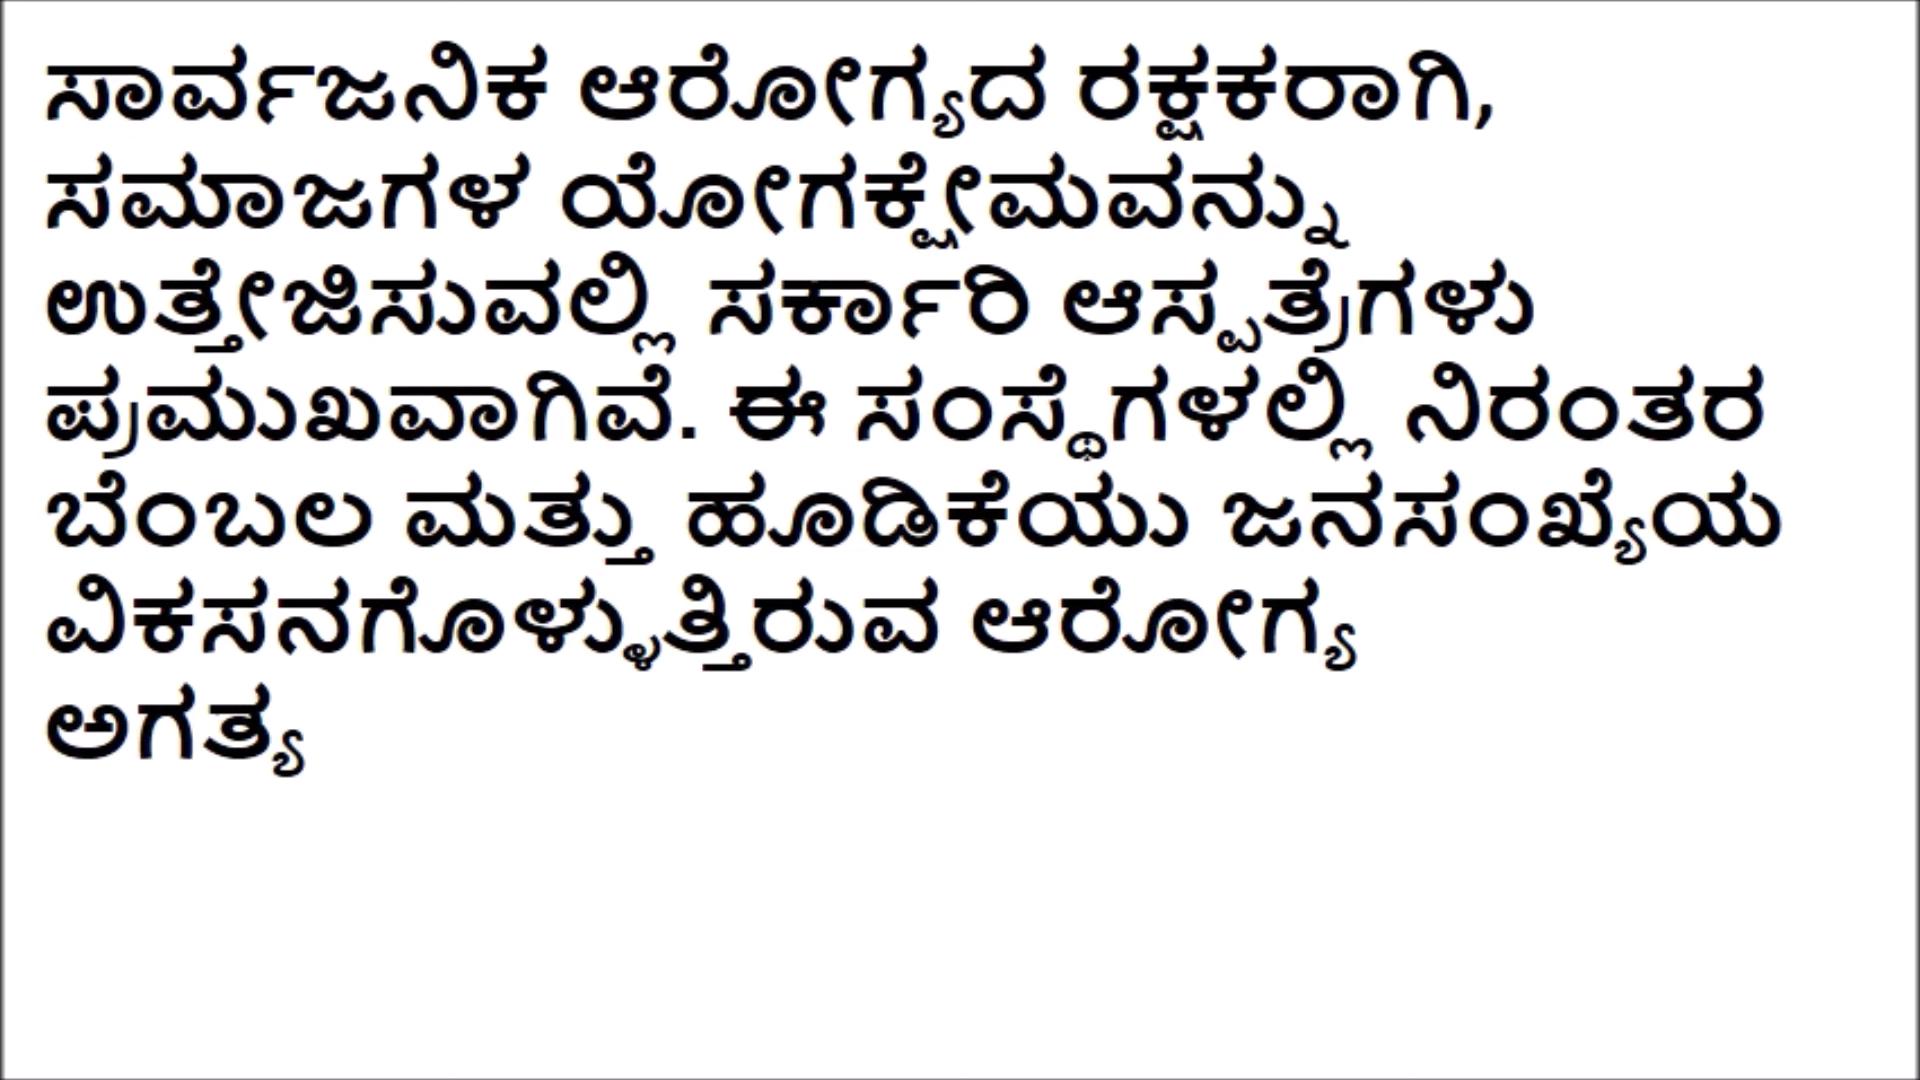 ಸಾರ್ವಜನಿಕ ಆರೋಗ್ಯದ ರಕ್ಷಕರಾಗಿ,
ಸಮಾಜಗಳ ಯೋಗಕ್ಷೇಮವನ್ನು
ಉತ್ತೇಜಿಸುವಲ್ಲಿ ಸರ್ಕಾರಿ ಆಸ್ಪತ್ರೆಗಳು
ಪ್ರಮುಖವಾಗಿವೆ. ಈ ಸಂಸ್ಥೆಗಳಲ್ಲಿ ನಿರಂತರ
ಬೆಂಬಲ ಮತ್ತು ಹೂಡಿಕೆಯು ಜನಸಂಖ್ಯೆಯ
ವಿಕಸನಗೊಳ್ಳುತ್ತಿರುವ ಆರೋಗ್ಯ
ಅಗತ್ಯ